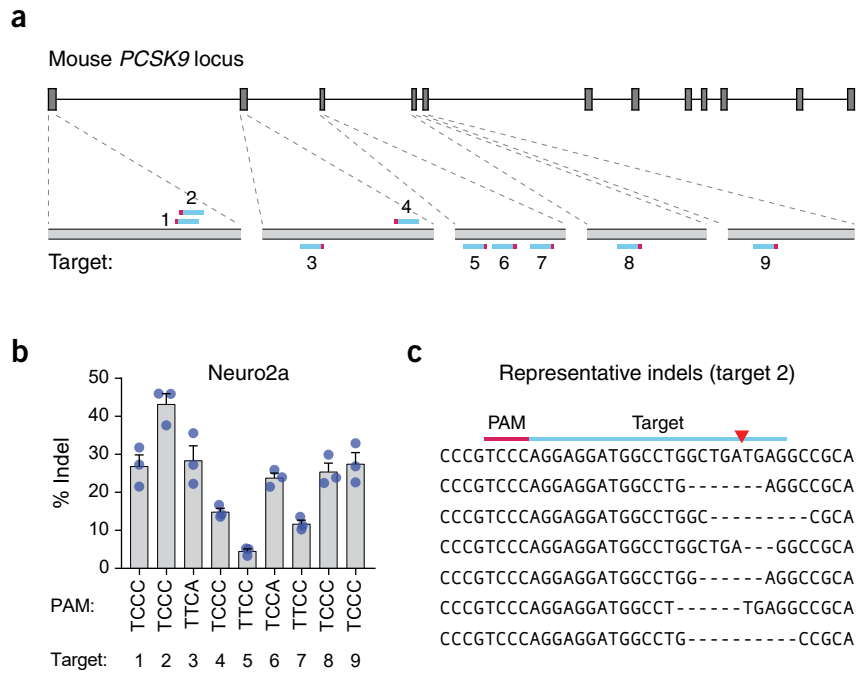 a
Mouse PCSK9 locus
2
1
4
Target:
3
5 6 7
8
9
b
Neuro2a
% Indel
50
40
30
20
10
0
PAM: TCCC TCCC TTCA TCCC TTCC TCCA TTCC TCCC TCCC
Target: 1 2 3 4 5 6 7 8 9
c
Representative indels (target 2)
PAM Target
CCCGTCCCAGGAGGATGGCCTGGCTGATGAGGCCGCA
CCCGTCCCAGGAGGATGGCCTG-------AGGCCGCA
CCCGTCCCAGGAGGATGGCCTGGC---------CGCA
CCCGTCCCAGGAGGATGGCCTGGCTGA---GGCCGCA
CCCGTCCCAGGAGGATGGCCTGG------AGGCCGCA
CCCGTCCCAGGAGGATGGCCT------TGAGGCCGCA
CCCGTCCCAGGAGGATGGCCTG----------CCGCA